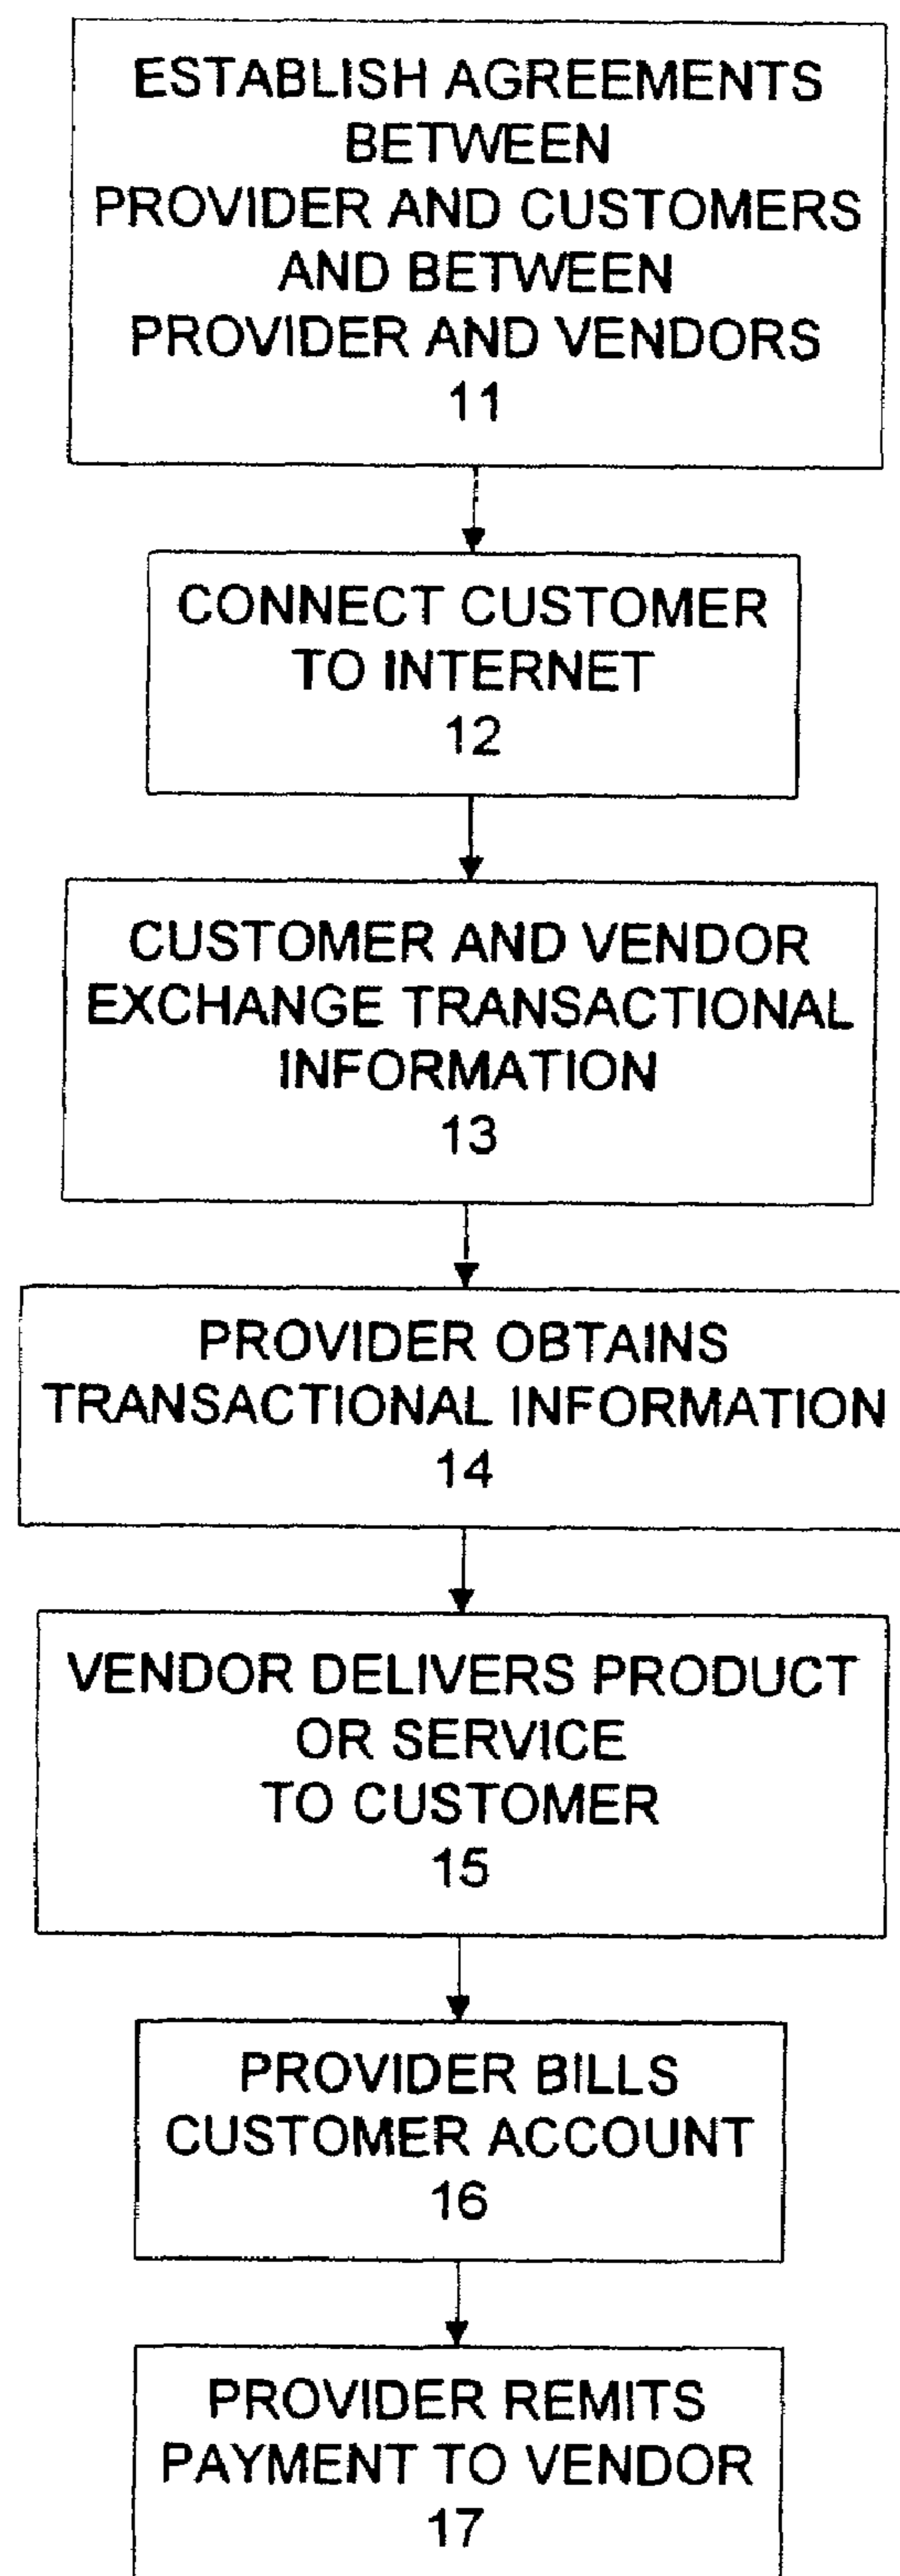 ESTABLISH AGREEMENTS
BETWEEN
PROVIDER AND CUSTOMERS
AND BETWEEN
PROVIDER AND VENDORS
11
CONNECT CUSTOMER
TO INTERNET
12
CUSTOMER AND VENDOR
EXCHANGE TRANSACTIONAL
INFORMATION
13
PROVIDER OBTAINS
TRANSACTIONAL INFORMATION
14
VENDOR DELIVERS PRODUCT
OR SERVICE
TO CUSTOMER
15
PROVIDER BILLS
CUSTOMER ACCOUNT
16
PROVIDER REMITS
PAYMENT TO VENDOR
17